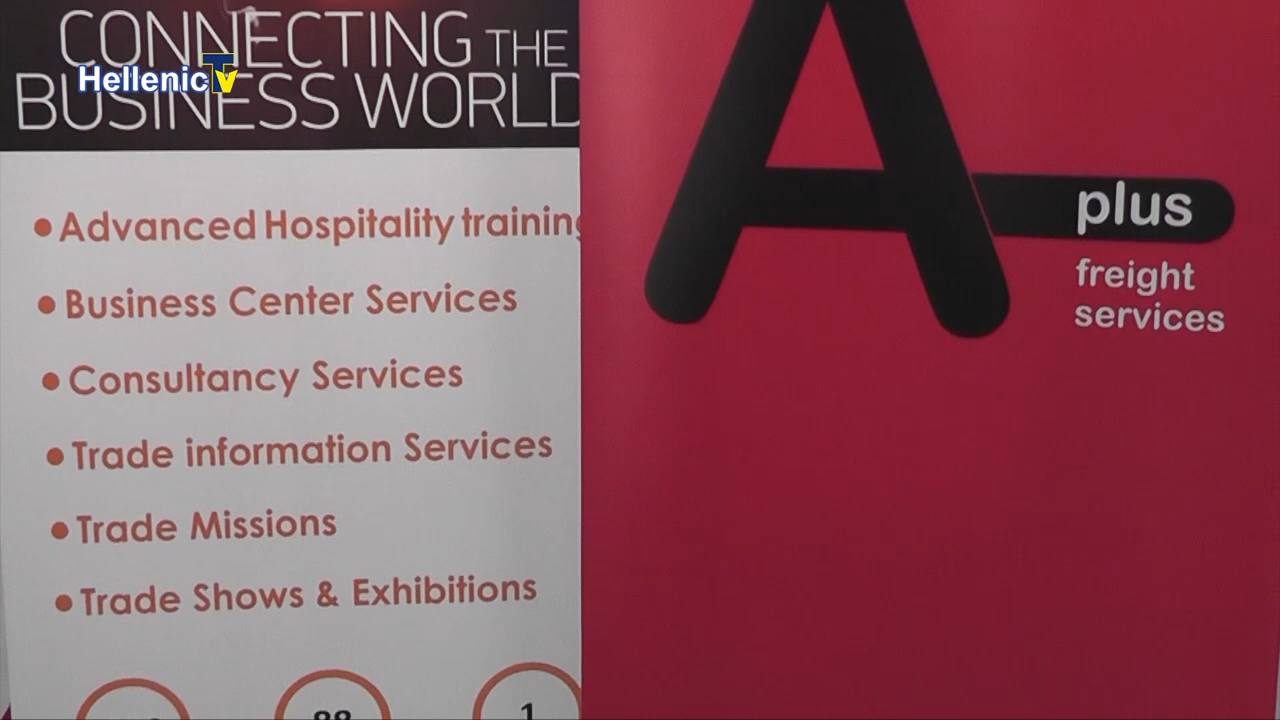 CONNECTING THE
BUSINESS WORLD
Hellenic TV
• Advanced Hospitality training
• Business Center Services
• Consultancy Services
• Trade information Services
• Trade Missions
• Trade Shows & Exhibitions
1
A
plus
freight
services